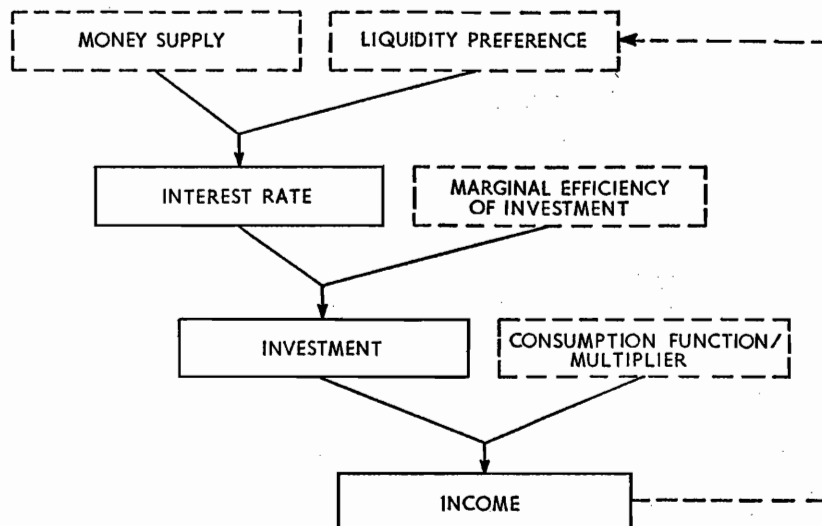 MONEY SUPPLY
LIQUIDITY PREFERENCE
INTEREST RATE
MARGINAL EFFICIENCY
OF INVESTMENT
INVESTMENT
CONSUMPTION FUNCTION/
MULTIPLIER
INCOME